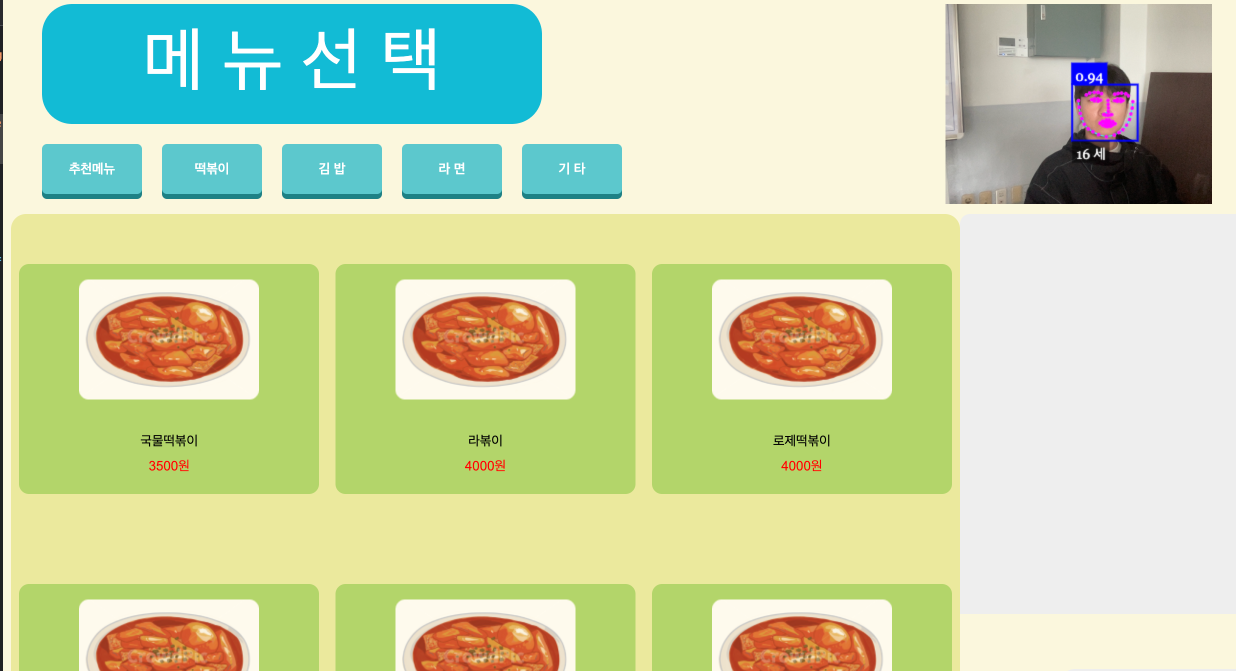 메 뉴 선 택
0.94
16 세
추천메뉴
떡볶이
김 밥
라 면
기 타
국물떡볶이
3500원
라볶이
4000원
로제떡볶이
4000원